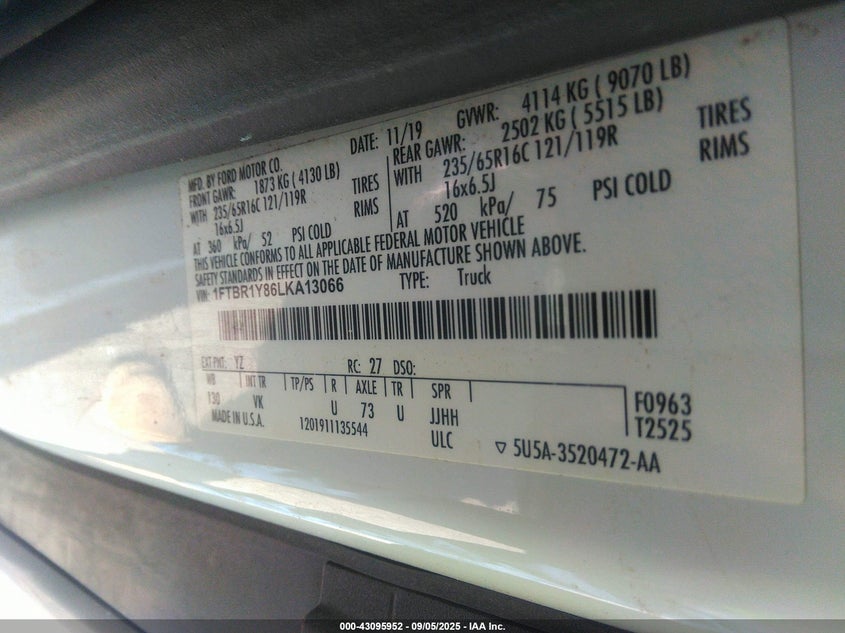 MFD. BY FORD MOTOR CO.
DATE: 11/19
GVWR: 4114 KG ( 9070 LB)
FRONT GAWR: 1873 KG ( 4130 LB)
REAR GAWR: 2502 KG ( 5515 LB)
WITH 235/65R16C 121/119R TIRES
WITH 235/65R16C 121/119R TIRES
16x6.5J RIMS
16x6.5J RIMS
AT 360 kPa/ 52 PSI COLD
AT 520 kPa/ 75 PSI COLD
THIS VEHICLE CONFORMS TO ALL APPLICABLE FEDERAL MOTOR VEHICLE
SAFETY STANDARDS IN EFFECT ON THE DATE OF MANUFACTURE SHOWN ABOVE.
VIN: 1FTBR1Y86LKA13066
TYPE: Truck
EXT PNT: YZ RC: 27 DSO:
WB INT TR TP/PS R AXLE TR SPR
130 VK U 73 U JJHH
F0963
T2525
MADE IN U.S.A. 1201911135544 ULC
5U5A-3520472-AA
000-43095952 - 09/05/2025 - IAA Inc.